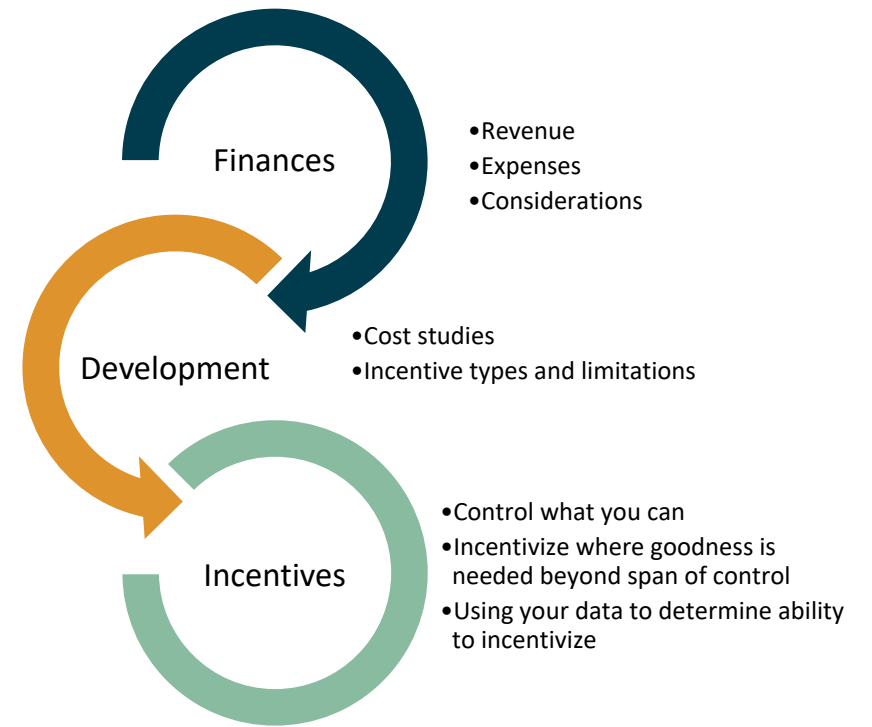 Finances
•Revenue
•Expenses
•Considerations
Development
•Cost studies
•Incentive types and limitations
Incentives
•Control what you can
•Incentivize where goodness is
needed beyond span of control
•Using your data to determine ability
to incentivize